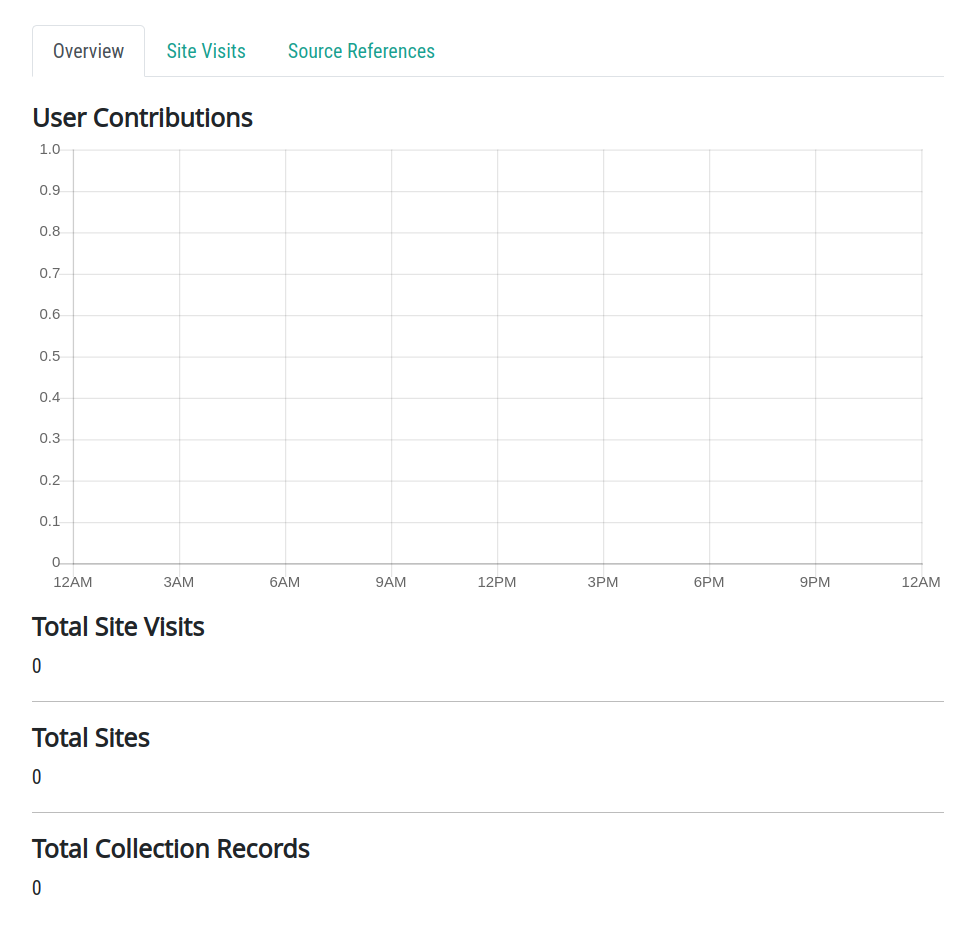 Overview Site Visits Source References
User Contributions
1.0
0.9
0.8
0.7
0.6
0.5
0.4
0.3
0.2
0.1
0
12AM 3AM 6AM 9AM 12PM 3PM 6PM 9PM 12AM
Total Site Visits
0
Total Sites
0
Total Collection Records
0